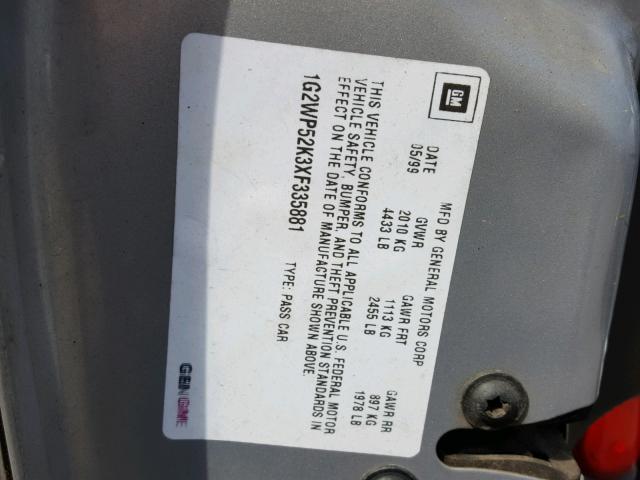 GM
MFD BY GENERAL MOTORS CORP
DATE GVWR GAWR FRT GAWR RR
05/99 2010 KG 1113 KG 897 KG
4433 LB 2455 LB 1978 LB
THIS VEHICLE CONFORMS TO ALL APPLICABLE U.S. FEDERAL MOTOR
VEHICLE SAFETY, BUMPER, AND THEFT PREVENTION STANDARDS IN
EFFECT ON THE DATE OF MANUFACTURE SHOWN ABOVE.
1G2WP52K3XF335881 TYPE: PASS CAR